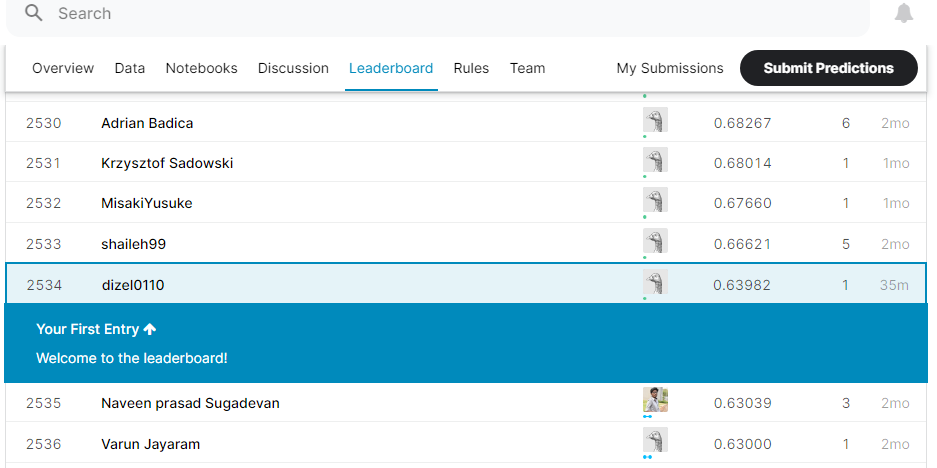 Search
Overview Data Notebooks Discussion Leaderboard Rules Team My Submissions Submit Predictions
2530 Adrian Badica 0.68267 6 2mo
2531 Krzysztof Sadowski 0.68014 1 1mo
2532 MisakiYusuke 0.67660 1 1mo
2533 shaileh99 0.66621 5 2mo
2534 dizel0110 0.63982 1 35m
Your First Entry
Welcome to the leaderboard!
2535 Naveen prasad Sugadevan 0.63039 3 2mo
2536 Varun Jayaram 0.63000 1 2mo